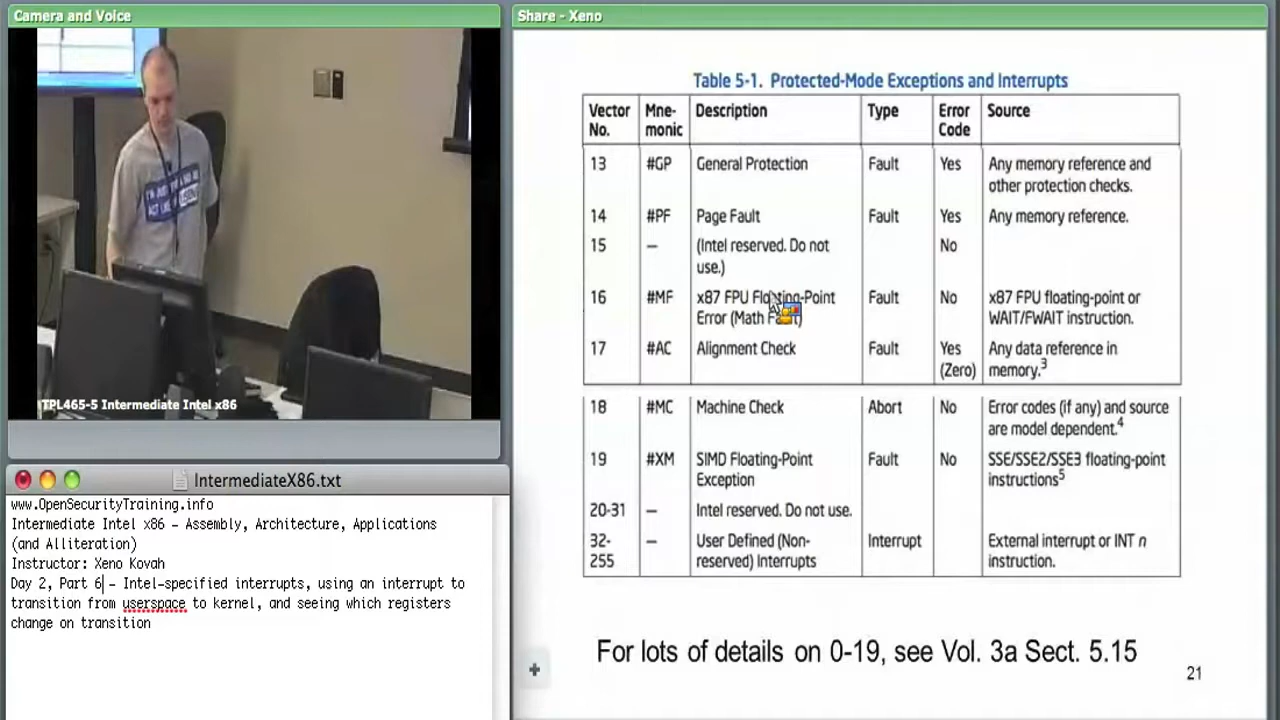 Camera and Voice
TPL465-5 Intermediate Intel x86
IntermediateX86.txt
www.OpenSecurityTraining.info
Intermediate Intel x86 – Assembly, Architecture, Applications
(and Alliteration)
Instructor: Xeno Kovah
Day 2, Part 6 – Intel-specified interrupts, using an interrupt to
transition from userspace to kernel, and seeing which registers
change on transition
Share - Xeno
Table 5-1. Protected-Mode Exceptions and Interrupts
Vector No. Mne-monic Description Type Error Code Source
13 #GP General Protection Fault Yes Any memory reference and
other protection checks.
14 #PF Page Fault Fault Yes Any memory reference.
15 — (Intel reserved. Do not No
use.)
16 #MF x87 FPU Floating-Point Fault No x87 FPU floating-point or
Error (Math Fault) WAIT/FWAIT instruction.
17 #AC Alignment Check Fault Yes Any data reference in
(Zero) memory.3
18 #MC Machine Check Abort No Error codes (if any) and source
are model dependent.4
19 #XM SIMD Floating-Point Fault No SSE/SSE2/SSE3 floating-point
Exception instructions5
20-31 — Intel reserved. Do not use.
32- — User Defined (Non- Interrupt External interrupt or INT n
255 reserved) Interrupts instruction.
For lots of details on 0-19, see Vol. 3a Sect. 5.15
21